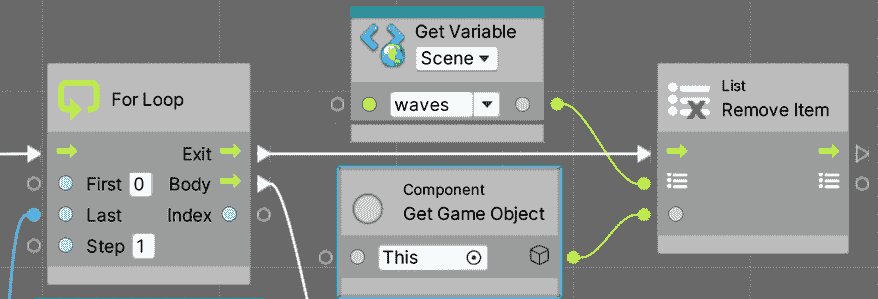 Get Variable
Scene
waves
For Loop
Exit
First 0 Body
Last Index
Step 1
Component
Get Game Object
This
List
Remove Item